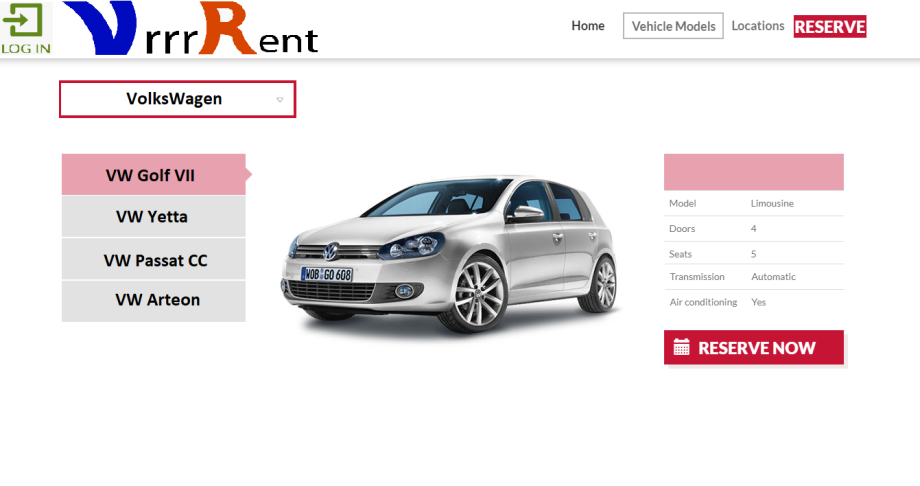 LOG IN
VrrrRent
Home
Vehicle Models
Locations
RESERVE
VolksWagen
VW Golf VII
VW Yetta
VW Passat CC
VW Arteon
WOB GO 608
Model Limousine
Doors 4
Seats 5
Transmission Automatic
Air conditioning Yes
RESERVE NOW